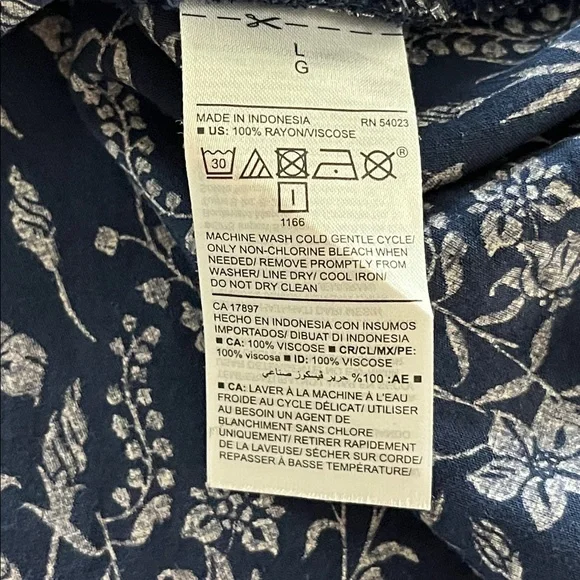 L
G
MADE IN INDONESIA RN 54023
■ US: 100% RAYON/VISCOSE
30 ®
I
1166
MACHINE WASH COLD GENTLE CYCLE/
ONLY NON-CHLORINE BLEACH WHEN
NEEDED/ REMOVE PROMPTLY FROM
WASHER/ LINE DRY/ COOL IRON/
DO NOT DRY CLEAN
CA 17897
HECHO EN INDONESIA CON INSUMOS
IMPORTADOS/ DIBUAT DI INDONESIA
■ CA: 100% VISCOSE ■ CR/CL/MX/PE:
100% viscosa ■ ID: 100% VISCOSE
■ AE: 100% حرير فيسكوز صناعي
■ CA: LAVER À LA MACHINE À L'EAU
FROIDE AU CYCLE DÉLICAT/ UTILISER
AU BESOIN UN AGENT DE
BLANCHIMENT SANS CHLORE
UNIQUEMENT/ RETIRER RAPIDEMENT
DE LA LAVEUSE/ SÉCHER SUR CORDE/
REPASSER À BASSE TEMPÉRATURE/